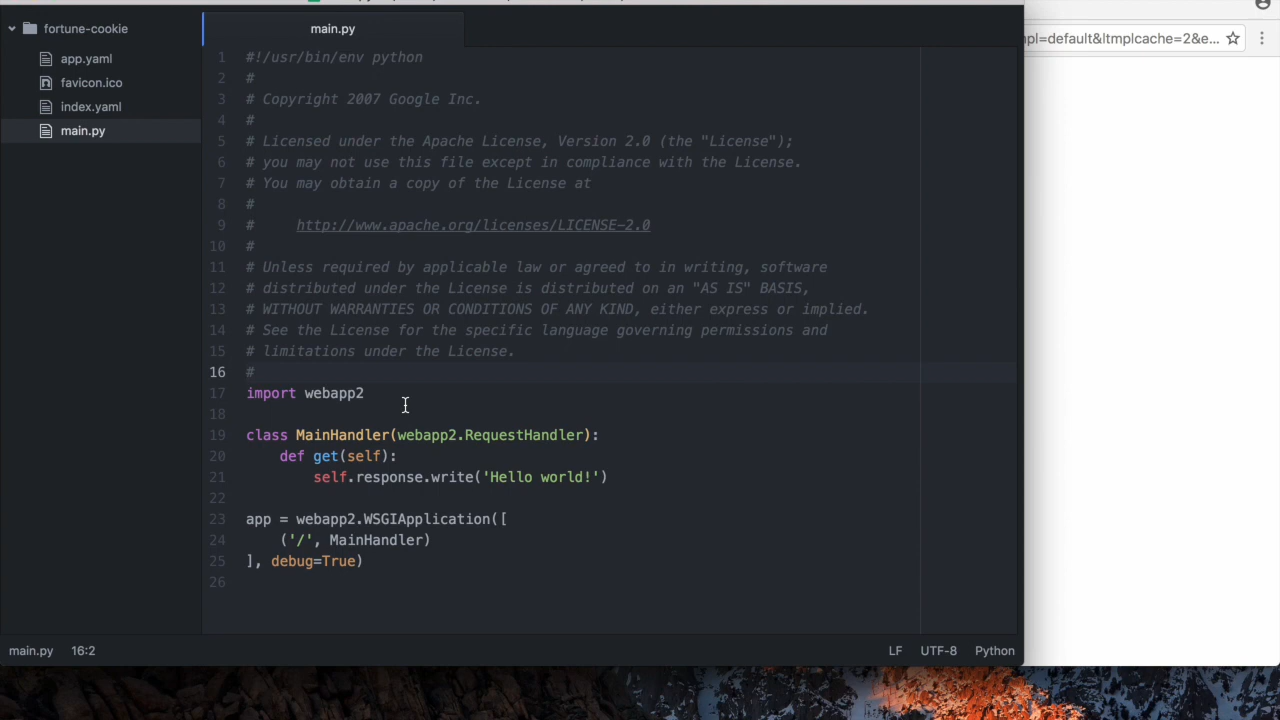 main.py
pl=default&ltmplcache=2&e...
fortune-cookie
app.yaml
favicon.ico
index.yaml
main.py
1 #!/usr/bin/env python
2 #
3 # Copyright 2007 Google Inc.
4 #
5 # Licensed under the Apache License, Version 2.0 (the "License");
6 # you may not use this file except in compliance with the License.
7 # You may obtain a copy of the License at
8 #
9 #     http://www.apache.org/licenses/LICENSE-2.0
10 #
11 # Unless required by applicable law or agreed to in writing, software
12 # distributed under the License is distributed on an "AS IS" BASIS,
13 # WITHOUT WARRANTIES OR CONDITIONS OF ANY KIND, either express or implied.
14 # See the License for the specific language governing permissions and
15 # limitations under the License.
16 #
17 import webapp2
18
19 class MainHandler(webapp2.RequestHandler):
20     def get(self):
21         self.response.write('Hello world!')
22
23 app = webapp2.WSGIApplication([
24     ('/', MainHandler)
25 ], debug=True)
26
main.py 16:2 LF UTF-8 Python